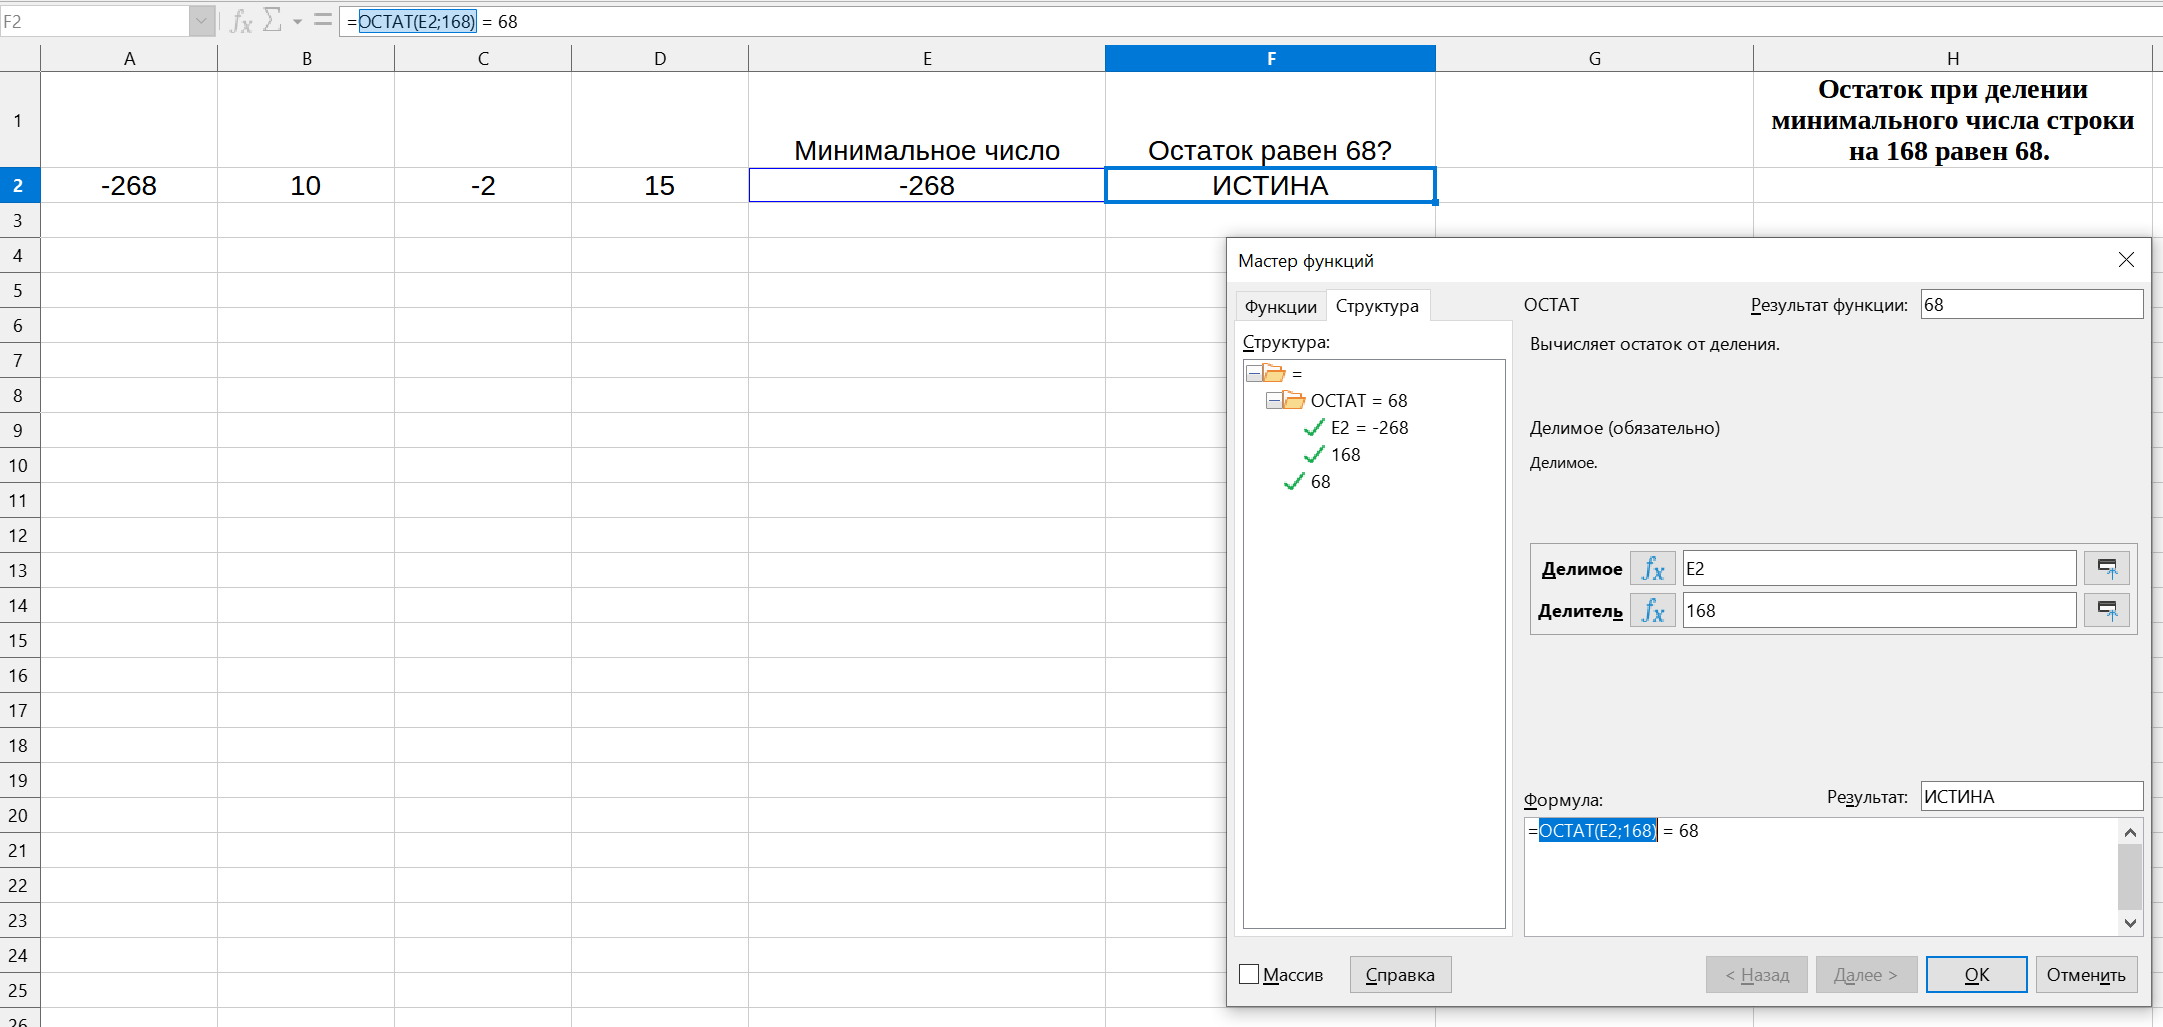 F2
=ОСТАТ(E2;168) = 68
A B C D E F G H
1 Минимальное число Остаток равен 68? Остаток при делении
минимального числа строки
на 168 равен 68.
2 -268 10 -2 15 -268 ИСТИНА
3
4
5
6
7
8
9
10
11
12
13
14
15
16
17
18
19
20
21
22
23
24
25
26
Мастер функций
Функции Структура
Структура:
=
ОСТАТ = 68
E2 = -268
168
68
ОСТАТ Результат функции: 68
Вычисляет остаток от деления.
Делимое (обязательно)
Делимое.
Делимое fx E2
Делитель fx 168
Формула: Результат: ИСТИНА
=ОСТАТ(E2;168) = 68
Массив Справка < Назад Далее > ОК Отменить